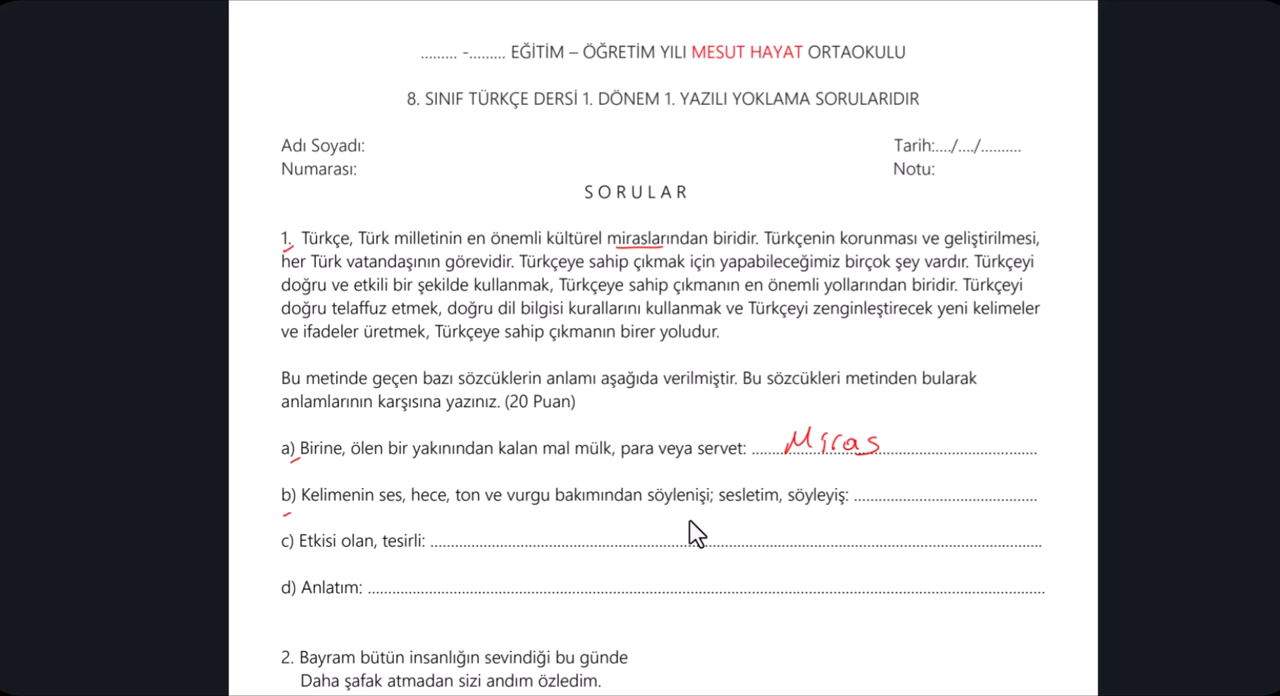 ......... -......... EĞİTİM – ÖĞRETİM YILI MESUT HAYAT ORTAOKULU
8. SINIF TÜRKÇE DERSİ 1. DÖNEM 1. YAZILI YOKLAMA SORULARIDIR
Adı Soyadı: Tarih:..../..../..........
Numarası: Notu:
S O R U L A R
1. Türkçe, Türk milletinin en önemli kültürel miraslarından biridir. Türkçenin korunması ve geliştirilmesi,
her Türk vatandaşının görevidir. Türkçeye sahip çıkmak için yapabileceğimiz birçok şey vardır. Türkçeyi
doğru ve etkili bir şekilde kullanmak, Türkçeye sahip çıkmanın en önemli yollarından biridir. Türkçeyi
doğru telaffuz etmek, doğru dil bilgisi kurallarını kullanmak ve Türkçeyi zenginleştirecek yeni kelimeler
ve ifadeler üretmek, Türkçeye sahip çıkmanın birer yoludur.
Bu metinde geçen bazı sözcüklerin anlamı aşağıda verilmiştir. Bu sözcükleri metinden bularak
anlamlarının karşısına yazınız. (20 Puan)
a) Birine, ölen bir yakınından kalan mal mülk, para veya servet: ........Miras........
b) Kelimenin ses, hece, ton ve vurgu bakımından söylenişi; sesletim, söyleyiş: ........
c) Etkisi olan, tesirli: ........
d) Anlatım: ........
2. Bayram bütün insanlığın sevindiği bu günde
Daha şafak atmadan sizi andım özledim.